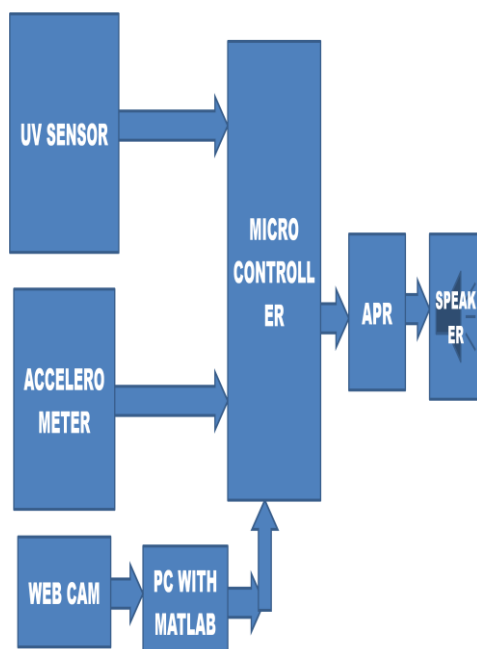 UV SENSOR
MICRO
CONTROLL
ER
APR
SPEAK
ER
ACCELERO
METER
WEB CAM
PC WITH
MATLAB